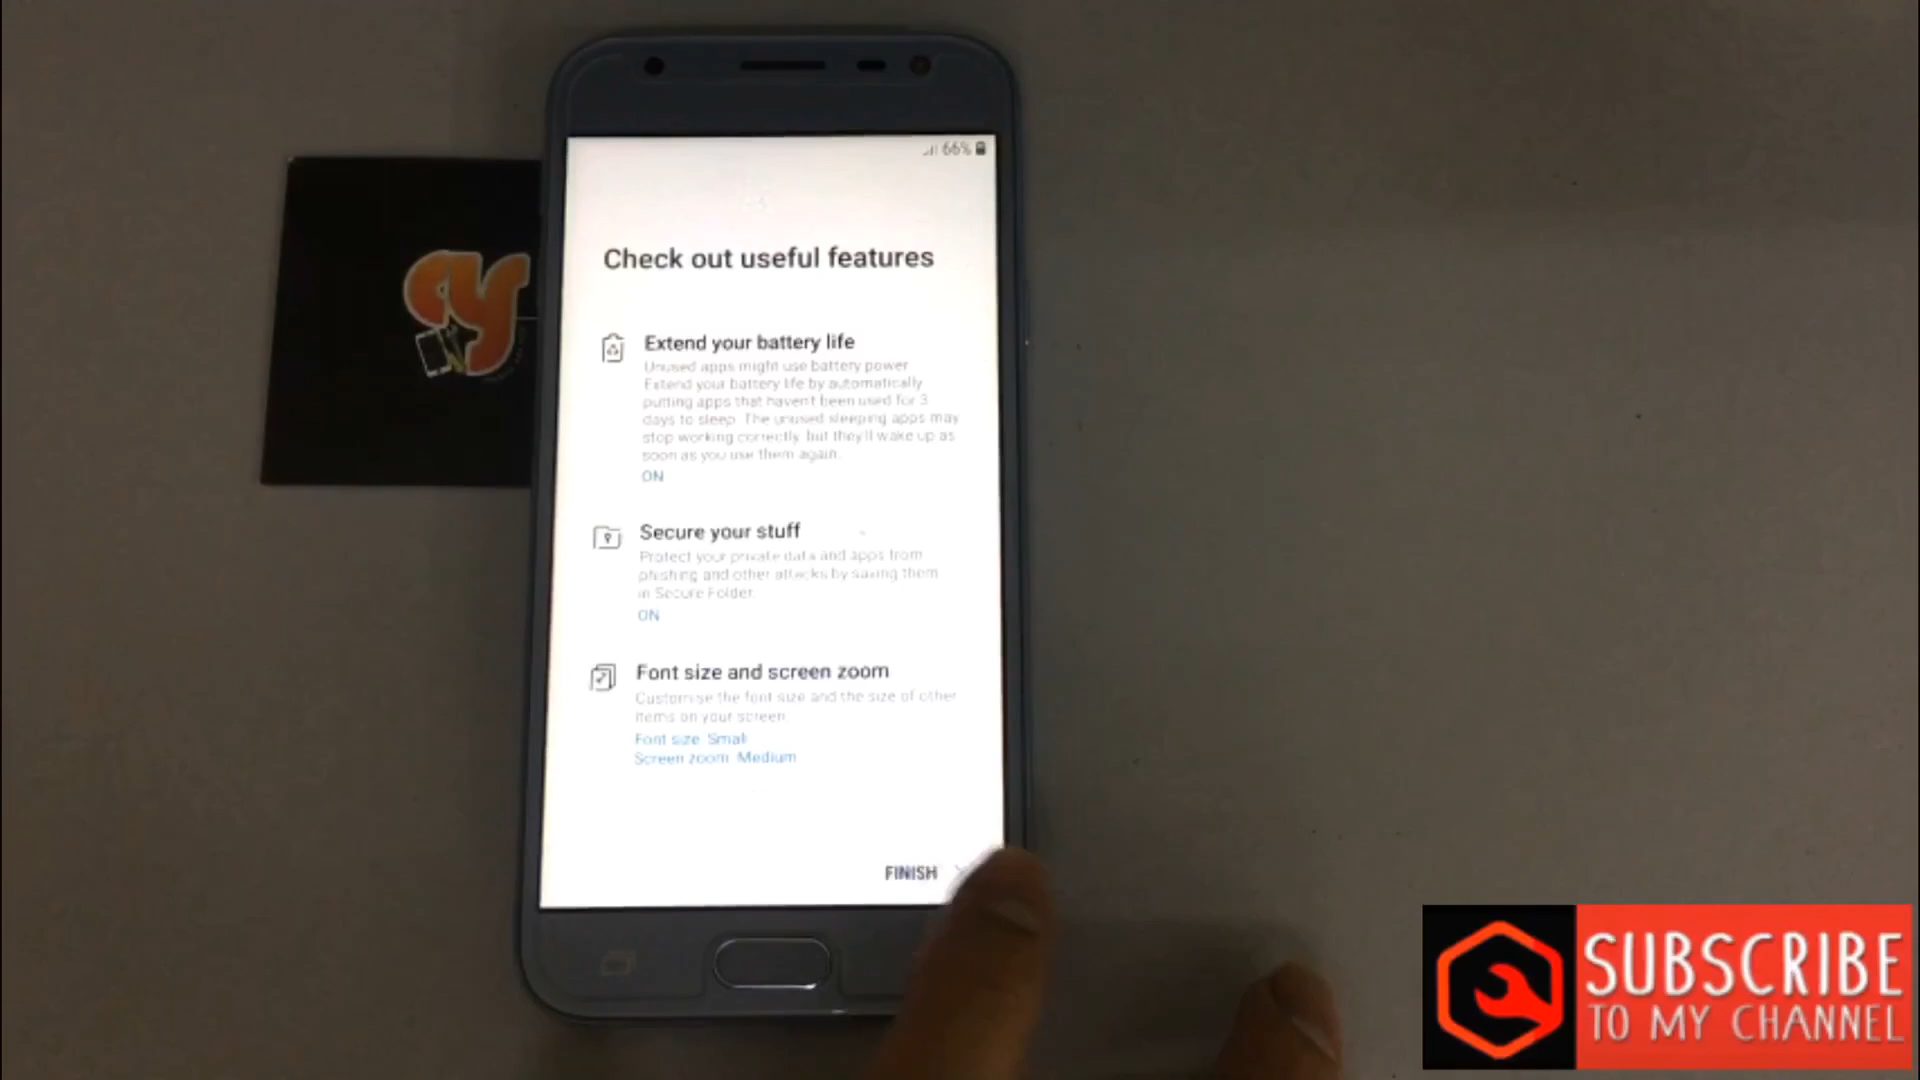 66%
Check out useful features
Extend your battery life
Unused apps might use battery power
Extend your battery life by automatically
putting apps that haven't been used for 3
days to sleep. The unused sleeping apps may
stop working correctly, but they'll wake up as
soon as you use them again.
ON
Secure your stuff
Protect your private data and apps from
phishing and other attacks by saving them
in Secure Folder.
ON
Font size and screen zoom
Customise the font size and the size of other
items on your screen
Font size: Small
Screen zoom: Medium
FINISH
SUBSCRIBE
TO MY CHANNEL